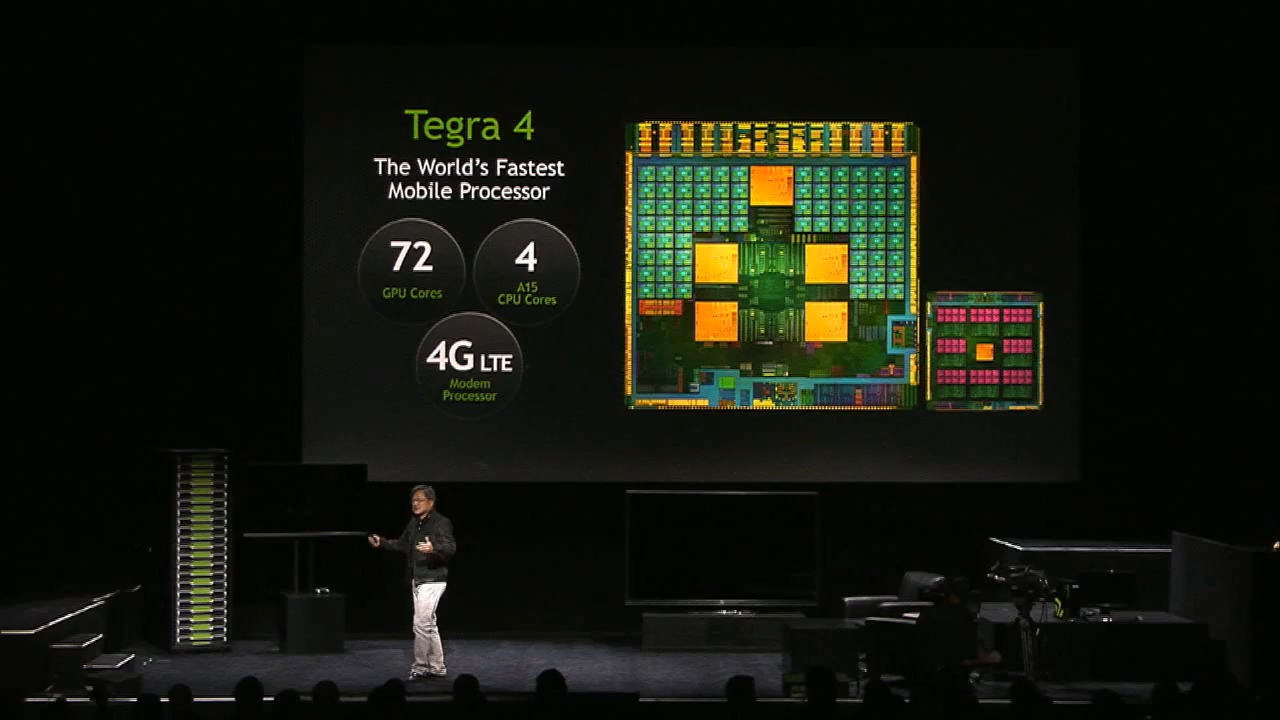 Tegra 4
The World's Fastest
Mobile Processor
72
GPU Cores
4
A15
CPU Cores
4G LTE
Modem
Processor